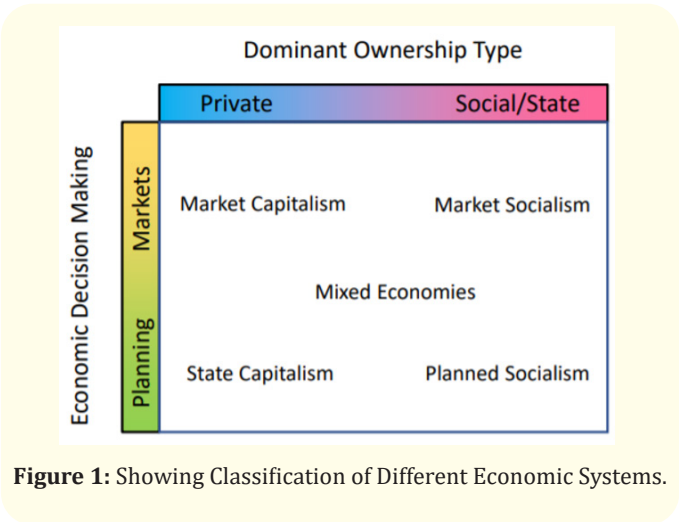 Dominant Ownership Type
Private Social/State
Economic Decision Making
Markets
Planning
Market Capitalism Market Socialism
Mixed Economies
State Capitalism Planned Socialism
Figure 1: Showing Classification of Different Economic Systems.